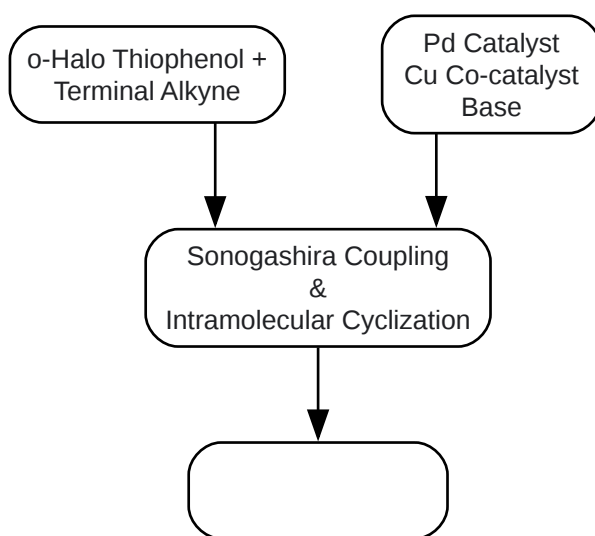 o-Halo Thiophenol +
Terminal Alkyne
Pd Catalyst
Cu Co-catalyst
Base
Sonogashira Coupling
&
Intramolecular Cyclization